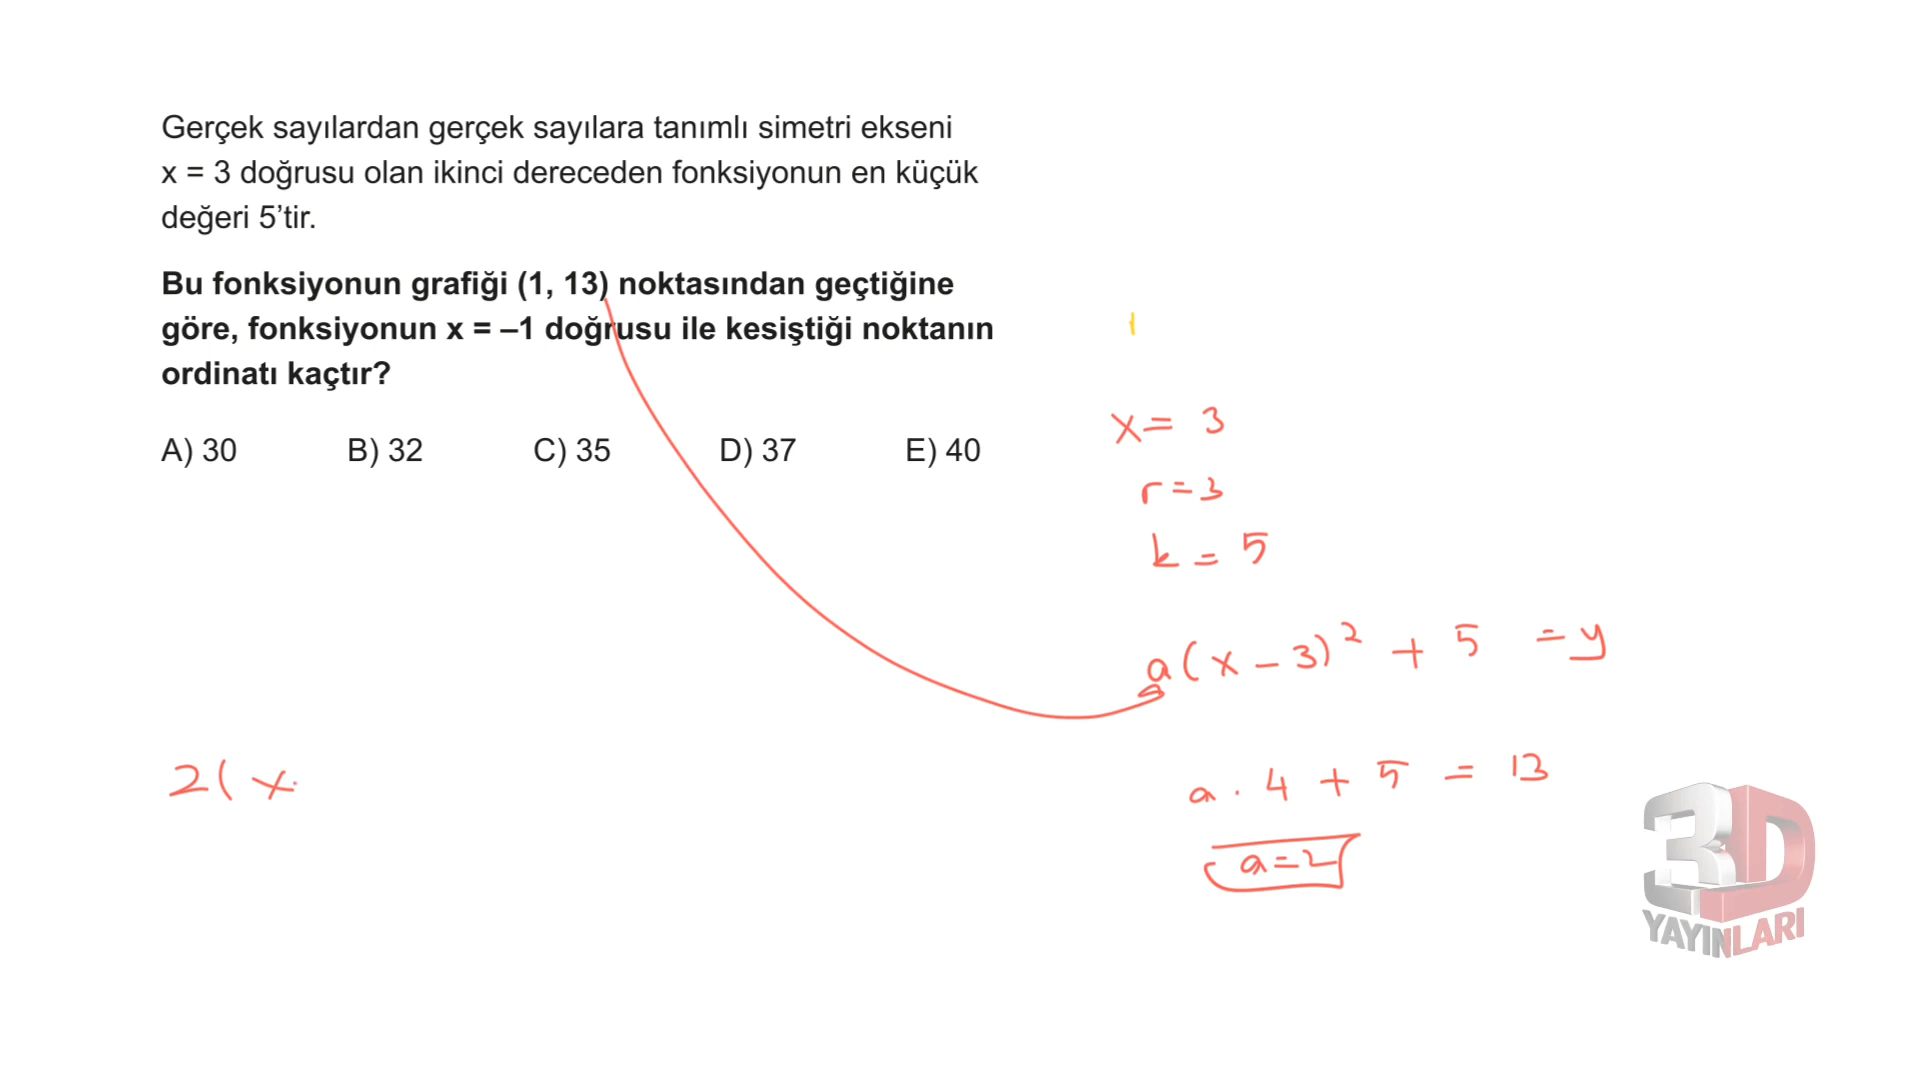 Gerçek sayılardan gerçek sayılara tanımlı simetri ekseni
x = 3 doğrusu olan ikinci dereceden fonksiyonun en küçük
değeri 5’tir.
Bu fonksiyonun grafiği (1, 13) noktasından geçtiğine
göre, fonksiyonun x = –1 doğrusu ile kesiştiği noktanın
ordinatı kaçtır?
A) 30 B) 32 C) 35 D) 37 E) 40
x = 3
r = 3
k = 5
a(x – 3)² + 5 = y
a . 4 + 5 = 13
a = 2
2( x
3D
YAYINLARI